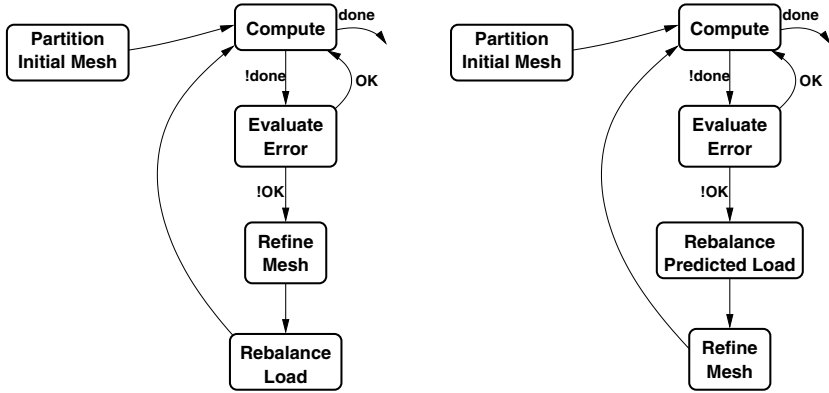 Partition
Initial Mesh
Compute
done
!done
OK
Evaluate
Error
!OK
Refine
Mesh
Rebalance
Load
Partition
Initial Mesh
Compute
done
!done
OK
Evaluate
Error
!OK
Rebalance
Predicted Load
Refine
Mesh